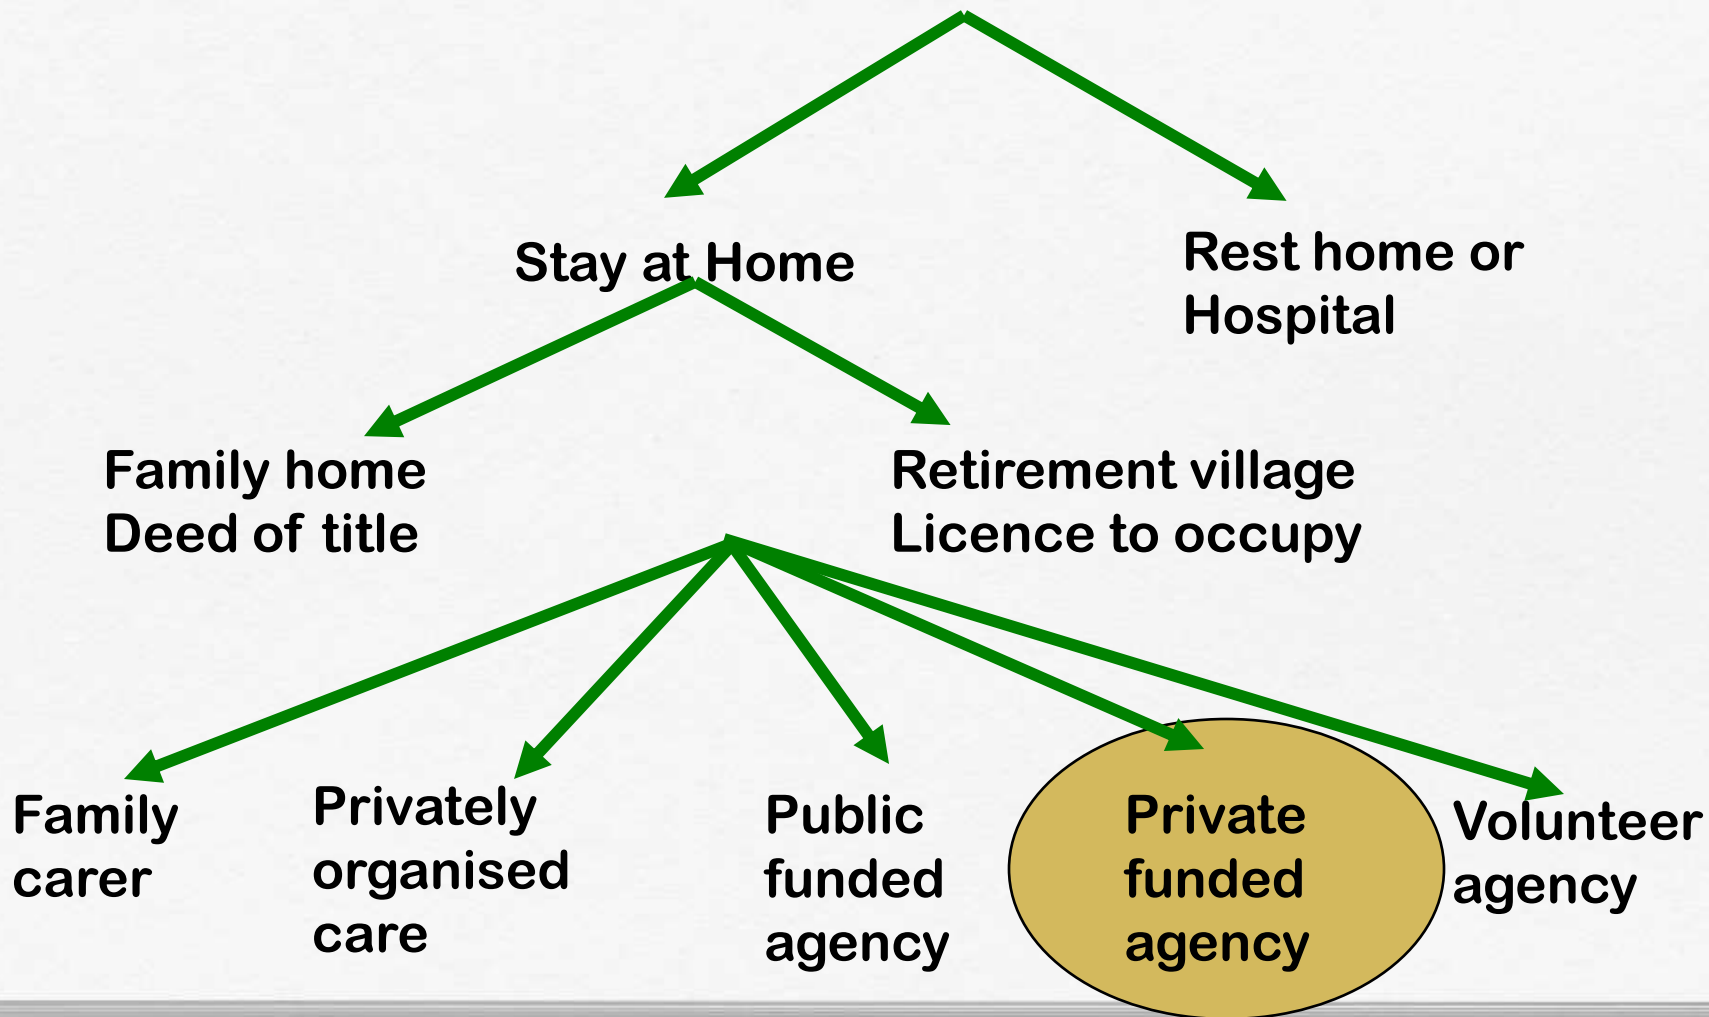 Stay at Home
Rest home or
Hospital
Family home
Deed of title
Retirement village
Licence to occupy
Family
carer
Privately
organised
care
Public
funded
agency
Private
funded
agency
Volunteer
agency